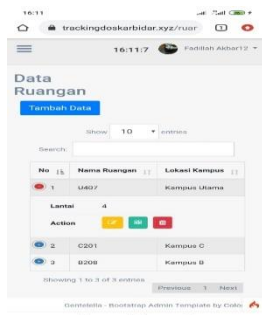 16:11
trackingdoskarbidar.xyz/ruar
16:11:7 Fadillah Akbar12
Data
Ruangan
Tambah Data
Show 10 entries
Search:
No Nama Ruangan Lokasi Kampus
1 U407 Kampus Utama
Lantai 4
Action
2 C201 Kampus C
3 B208 Kampus B
Showing 1 to 3 of 3 entries
Previous 1 Next
Gentelella - Bootstrap Admin Template by Colo